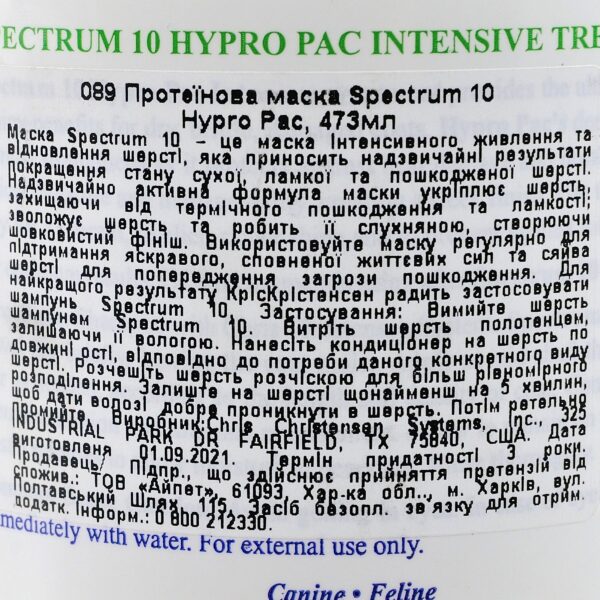 PECTRUM 10 HYPRO PAC INTENSIVE TRE
089 Протеїнова маска Spectrum 10
Hypro Pac, 473мл
Маска Spectrum 10 - це маска інтенсивного живлення та
відновлення шерсті, яка приносить надзвичайні результати
покращення стану сухої, ламкої та пошкодженої шерсті.
Надзвичайно активна формула маски укріплює шерсть,
захищаючи від термічного пошкодження та ламкості;
зволожує шерсть та робить її слухняною, створюючи
шовковистий фініш. Використовуйте маску регулярно для
підтримання яскравого, сповненої життєвих сил та сяйва
шерсті для попередження загрози пошкодження. Для
найкращого результату КрісКрістенсен радить застосовувати
шампунь Spectrum 10. Застосування: Вимийте шерсть
шампунем Spectrum 10. Витріть шерсть полотенцем,
залишаючи її вологою. Нанесіть кондиціонер на шерсть по
довжині ості, відповідно до потреби даного конкретного виду
шерсті. Розчешіть шерсть розчіскою для більш рівномірного
розподілення. Залиште на шерсті щонайменш на 5 хвилин,
щоб дати волозі добре проникнути в шерсть. Потім ретельно
промийте. Виробник:Chris Christensen Systems, Inc., 325
INDUSTRIAL PARK DR FAIRFIELD, TX 75840, США. Дата
виготовленя 01.09.2021. Термін придатності 3 роки.
Продавець/ Підпр., що здійснює прийняття претензій від
спожив.: ТОВ «Айпет», 61093, Хар-ка обл., м. Харків, вул.
Полтавський Шлях, 115, Засіб безопл. зв'язку для отрим.
додатк. Інформ.: 0 800 212330.
mediately with water. For external use only.
Canine • Feline